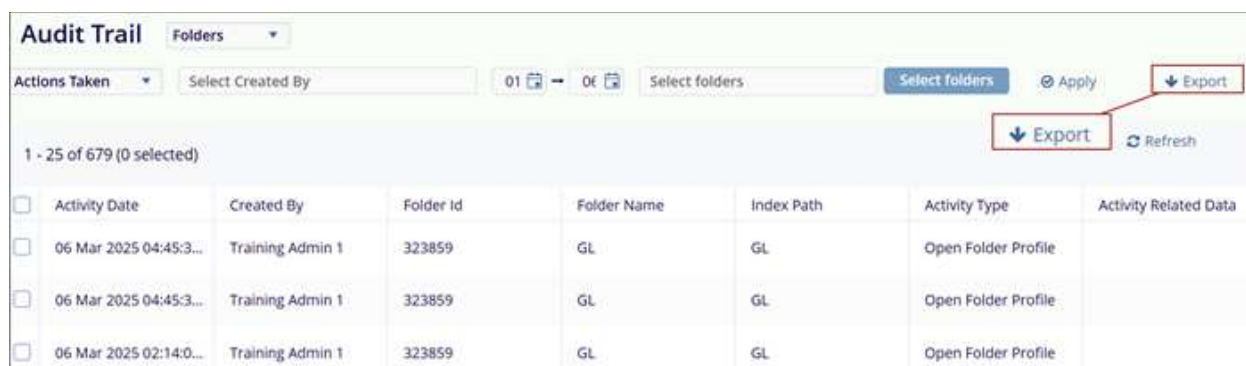 Audit Trail Folders
Actions Taken Select Created By 01 → 06 Select folders Select folders Apply Export
Export
1 - 25 of 679 (0 selected) Refresh
Activity Date Created By Folder Id Folder Name Index Path Activity Type Activity Related Data
06 Mar 2025 04:45:3... Training Admin 1 323859 GL GL Open Folder Profile
06 Mar 2025 04:45:3... Training Admin 1 323859 GL GL Open Folder Profile
06 Mar 2025 02:14:0... Training Admin 1 323859 GL GL Open Folder Profile